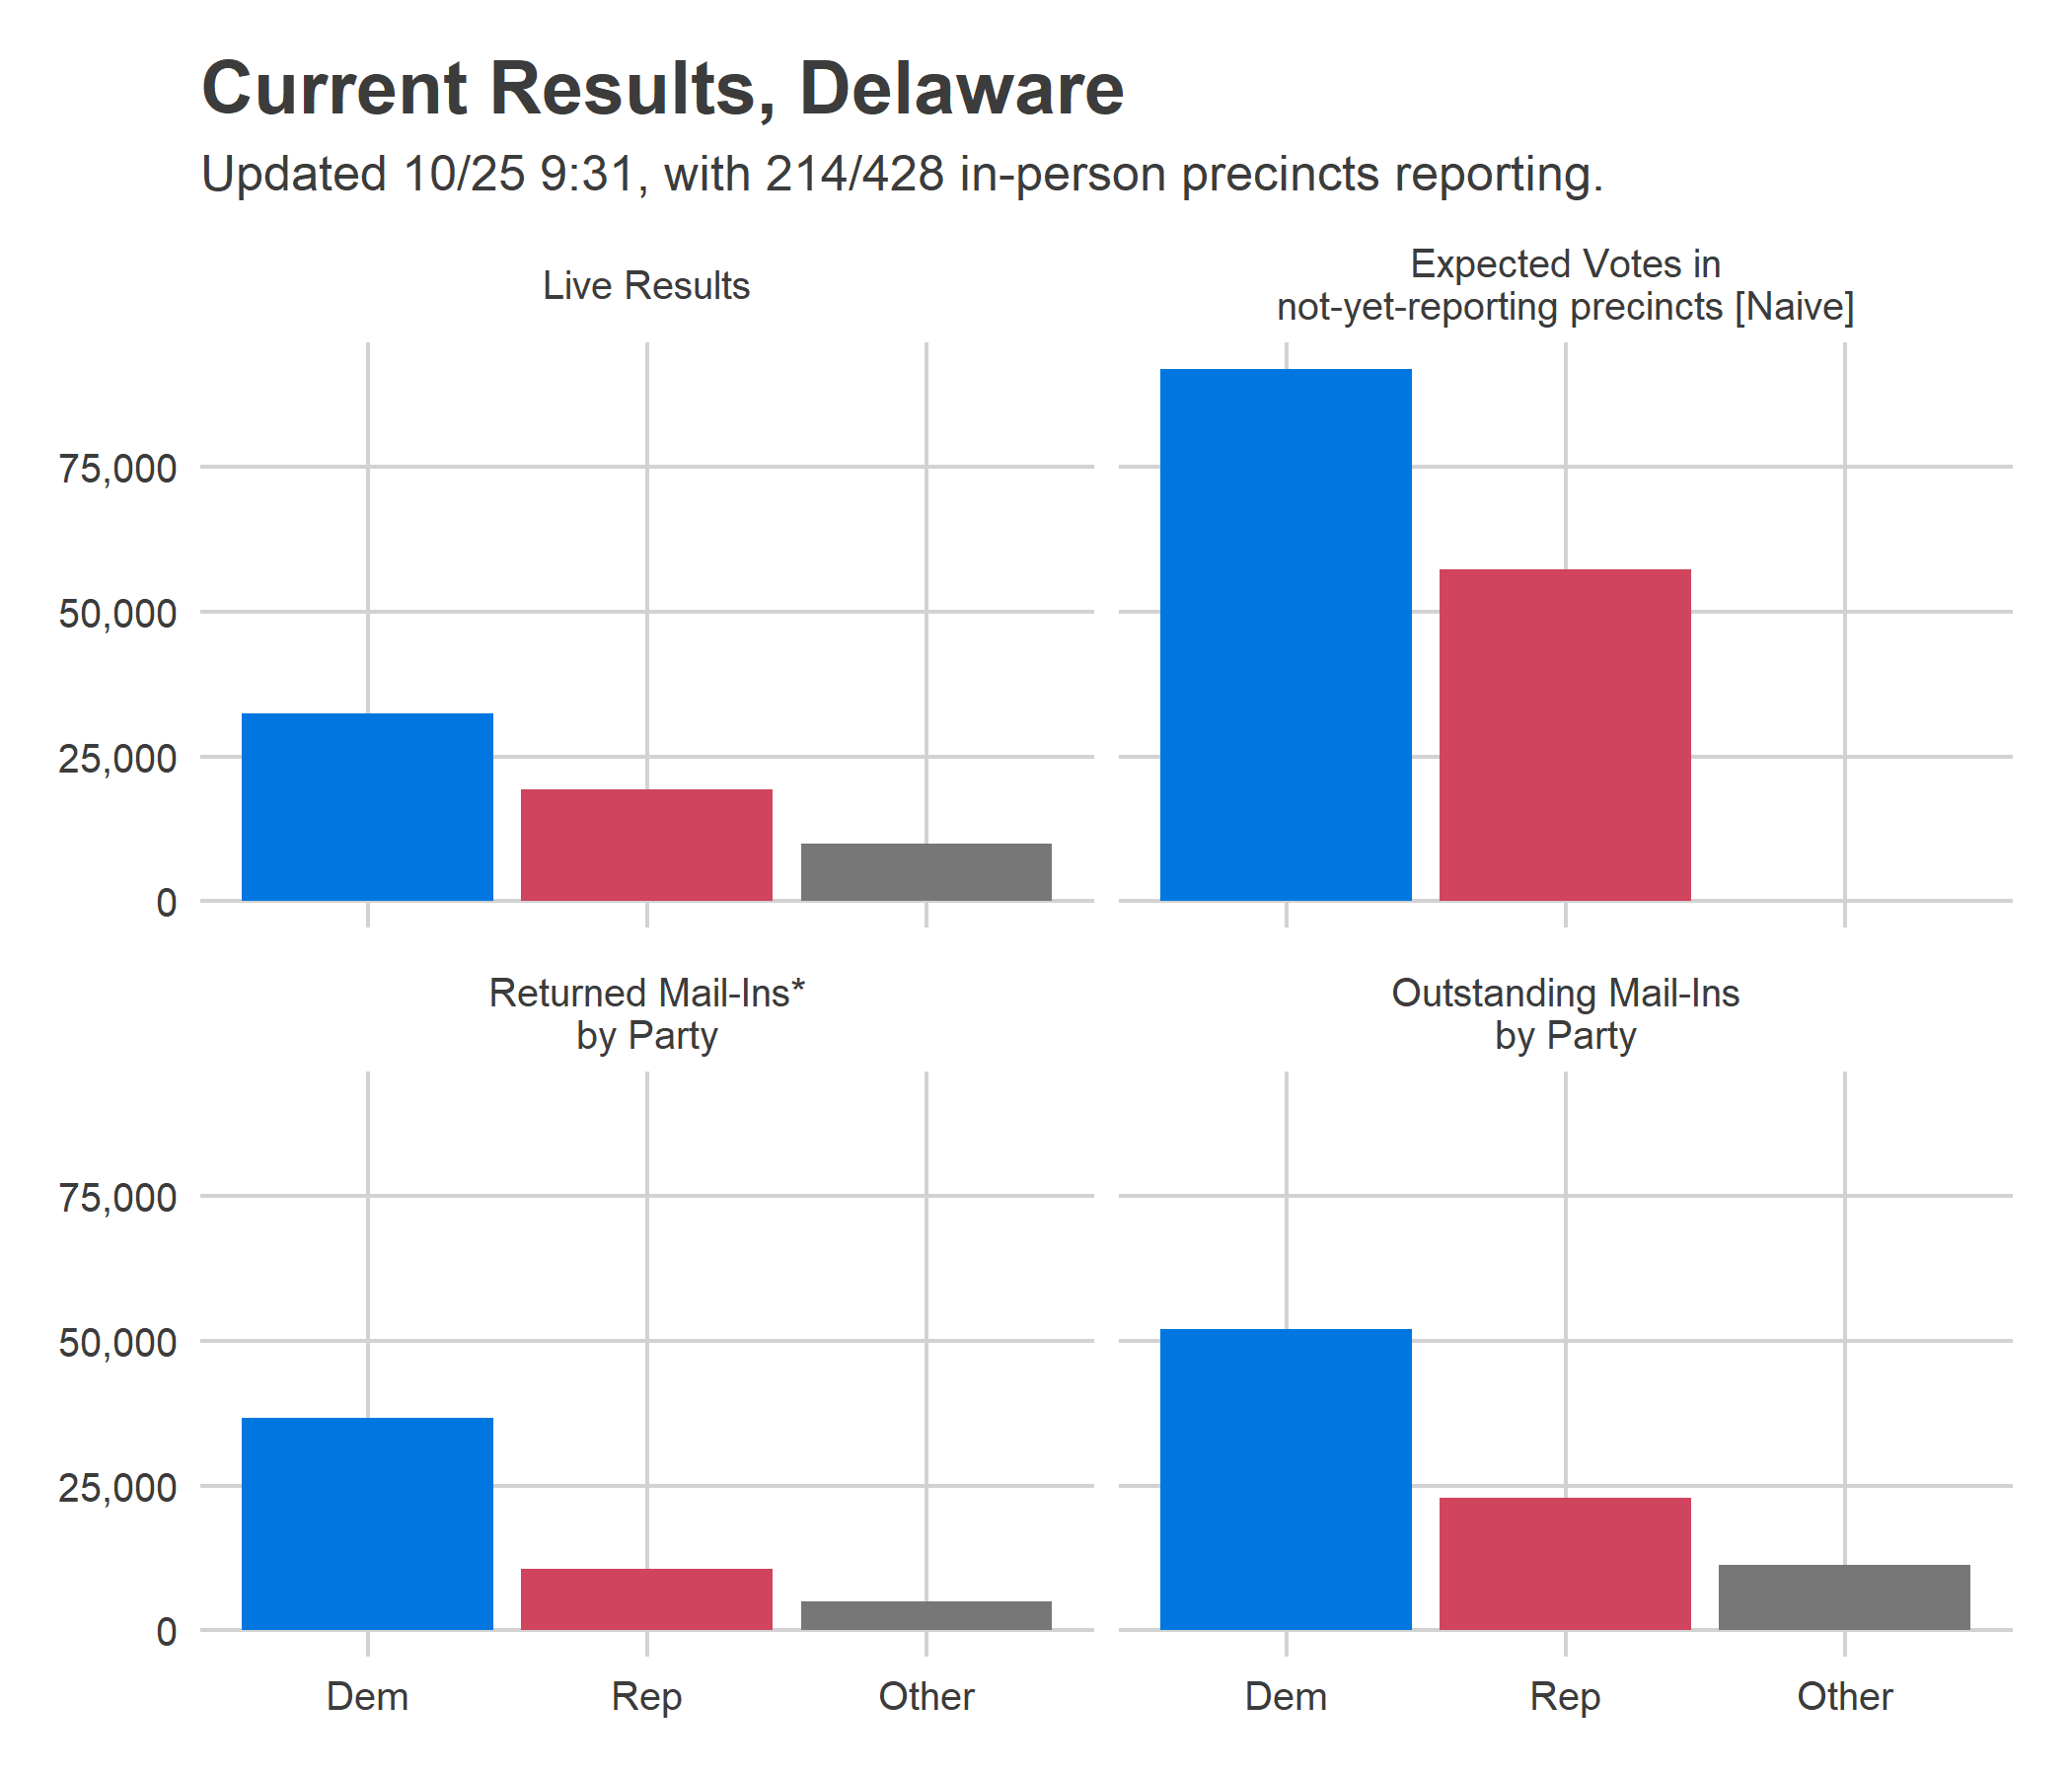 Current Results, Delaware
Updated 10/25 9:31, with 214/428 in-person precincts reporting.
Live Results
Expected Votes in
not-yet-reporting precincts [Naive]
75,000
50,000
25,000
0
Returned Mail-Ins*
by Party
Outstanding Mail-Ins
by Party
75,000
50,000
25,000
0
Dem Rep Other Dem Rep Other